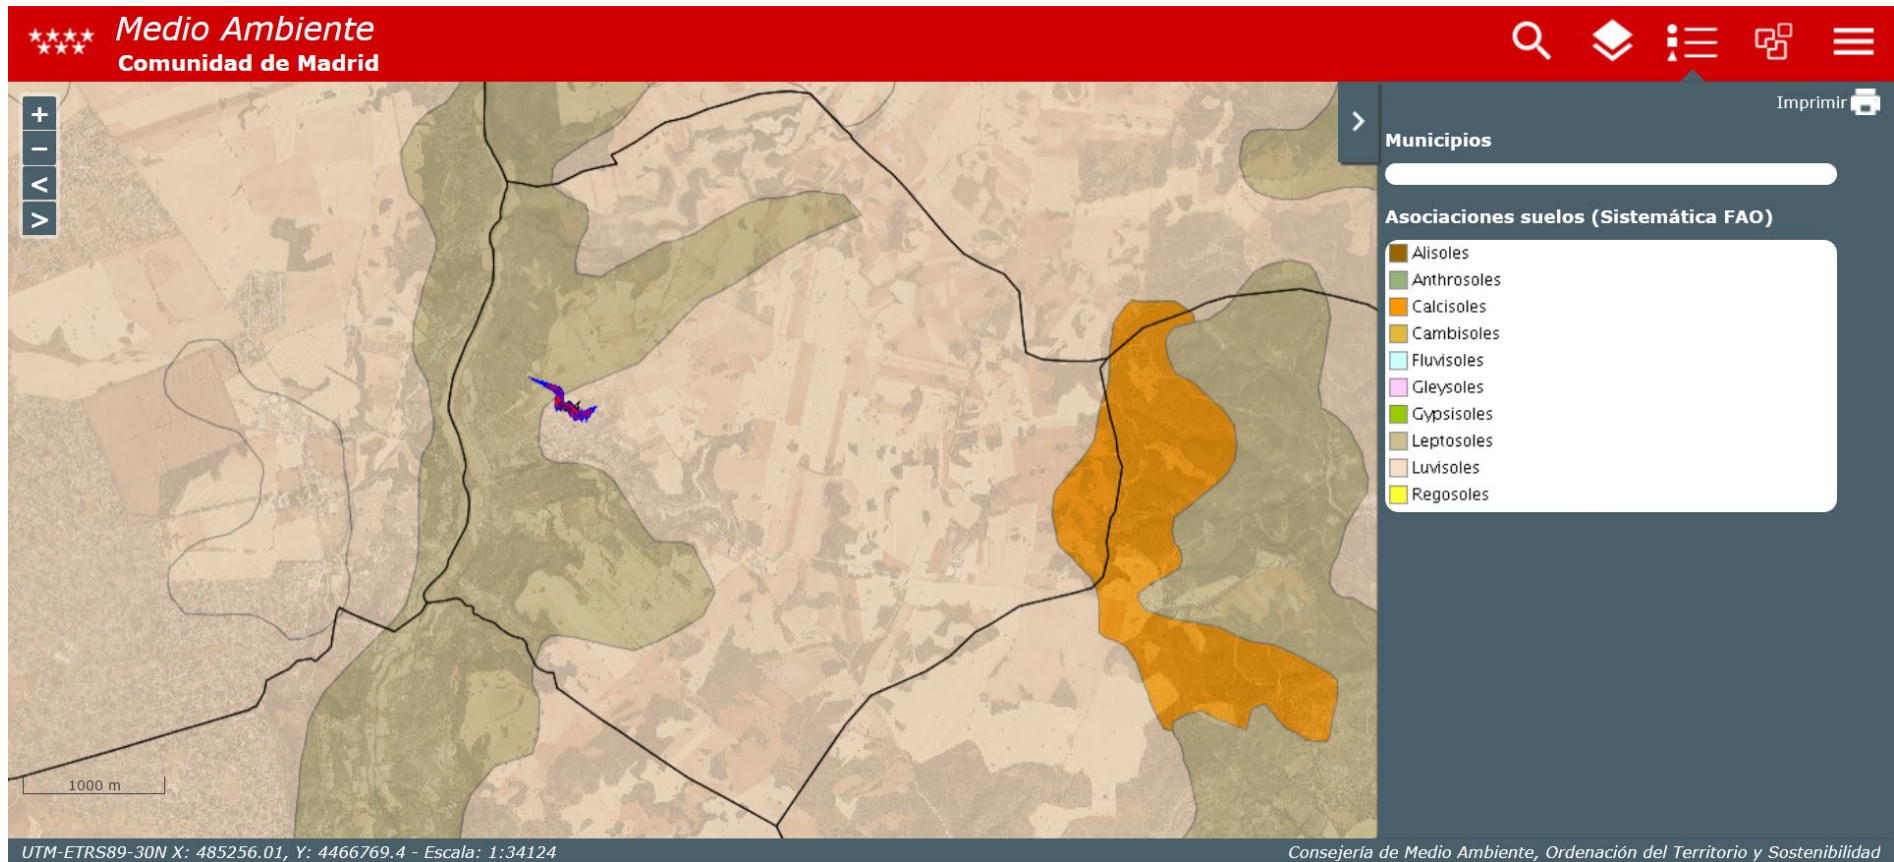 Medio Ambiente
Comunidad de Madrid
Imprimir
Municipios
Asociaciones suelos (Sistemática FAO)
Alisoles
Anthrosoles
Calcisoles
Cambisoles
Fluvisoles
Gleysoles
Gypsisoles
Leptosoles
Luvisoles
Regosoles
1000 m
UTM-ETRS89-30N X: 485256.01, Y: 4466769.4 - Escala: 1:34124
Consejería de Medio Ambiente, Ordenación del Territorio y Sostenibilidad